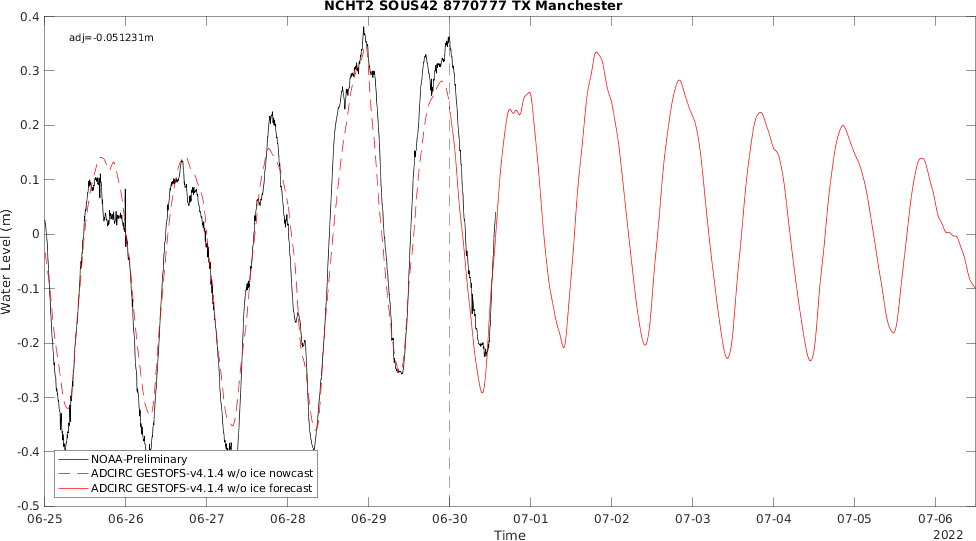 NCHT2 SOUS42 8770777 TX Manchester
adj=-0.051231m
Water Level (m)
0.4
0.3
0.2
0.1
0
-0.1
-0.2
-0.3
-0.4
-0.5
NOAA-Preliminary
ADCIRC GESTOFS-v4.1.4 w/o ice nowcast
ADCIRC GESTOFS-v4.1.4 w/o ice forecast
06-25 06-26 06-27 06-28 06-29 06-30 07-01 07-02 07-03 07-04 07-05 07-06
Time
2022